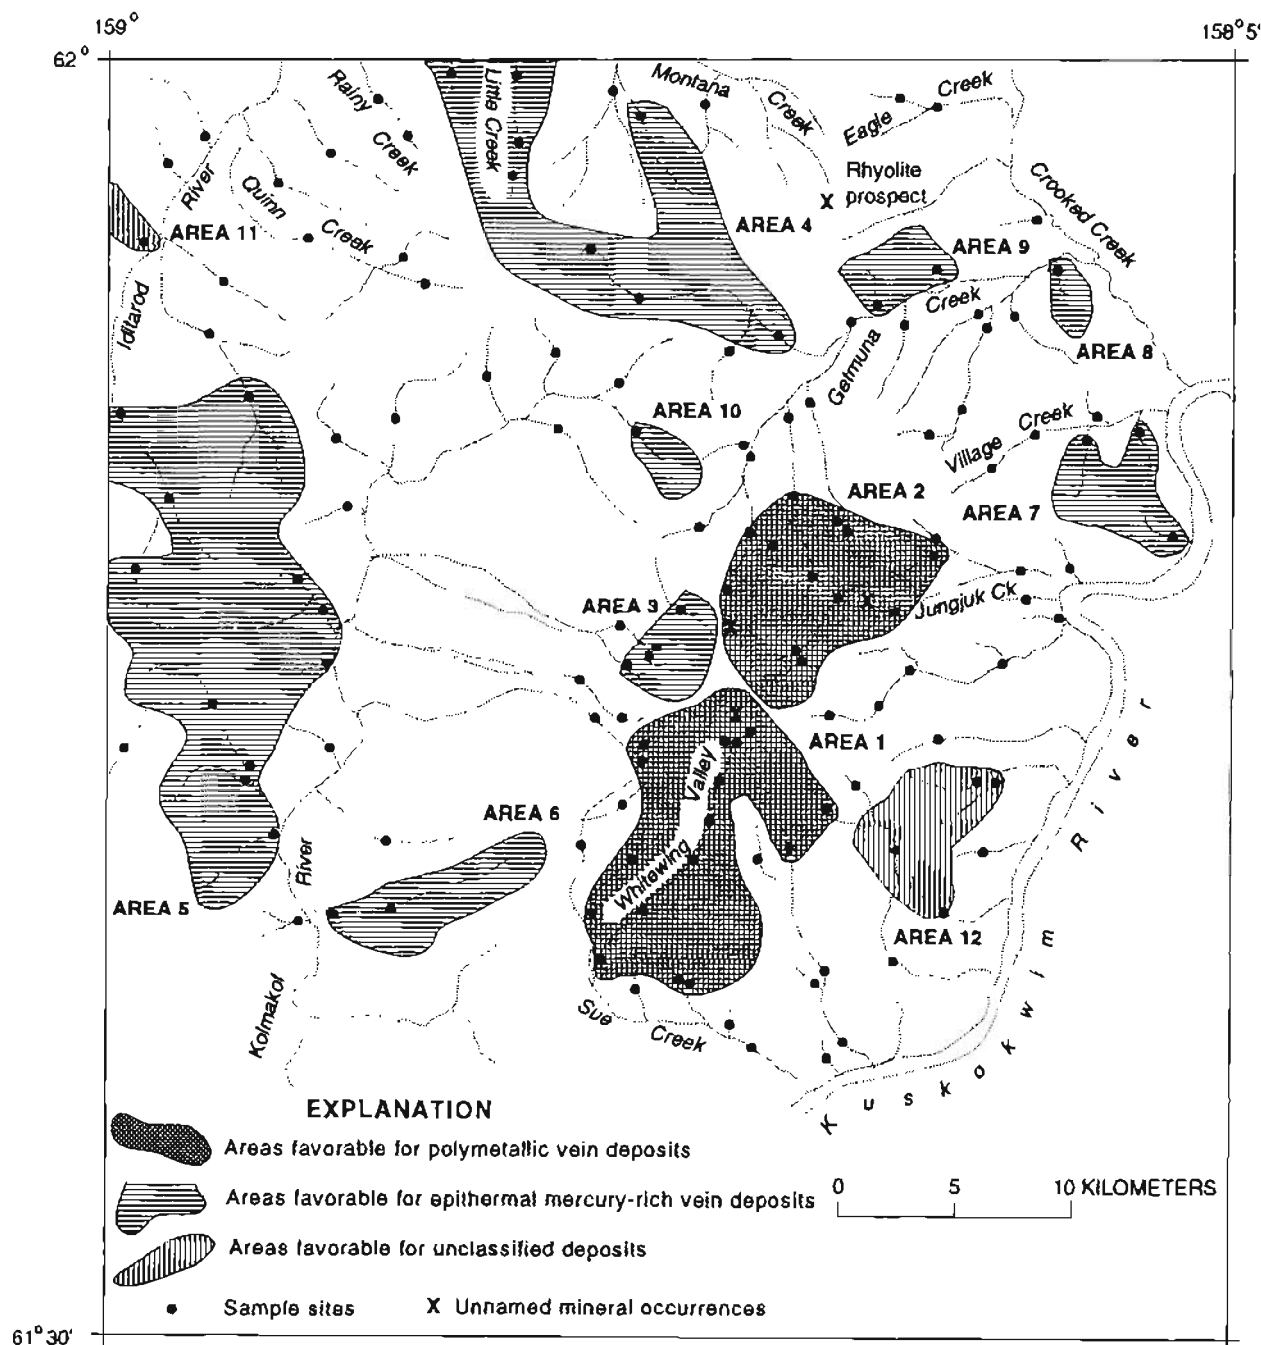 159°
158°5'
62°
Rainy
Creek
Little Creek
Montana
Creek
Eagle
Creek
Rhyolite
X prospect
Crooked Creek
River
Quinn
Creek
AREA 11
AREA 4
AREA 9
Iditarod
Creek
Getmuna
AREA 8
AREA 10
Village
Creek
AREA 2
AREA 7
AREA 3
Jungjuk Ck
AREA 1
Valley
Whitewing
AREA 6
River
AREA 5
AREA 12
Kolmakof
Sue
Creek
Kuskokwim River
EXPLANATION
Areas favorable for polymetallic vein deposits
Areas favorable for epithermal mercury-rich vein deposits
0 5 10 KILOMETERS
Areas favorable for unclassified deposits
Sample sites
X Unnamed mineral occurrences
61°30'